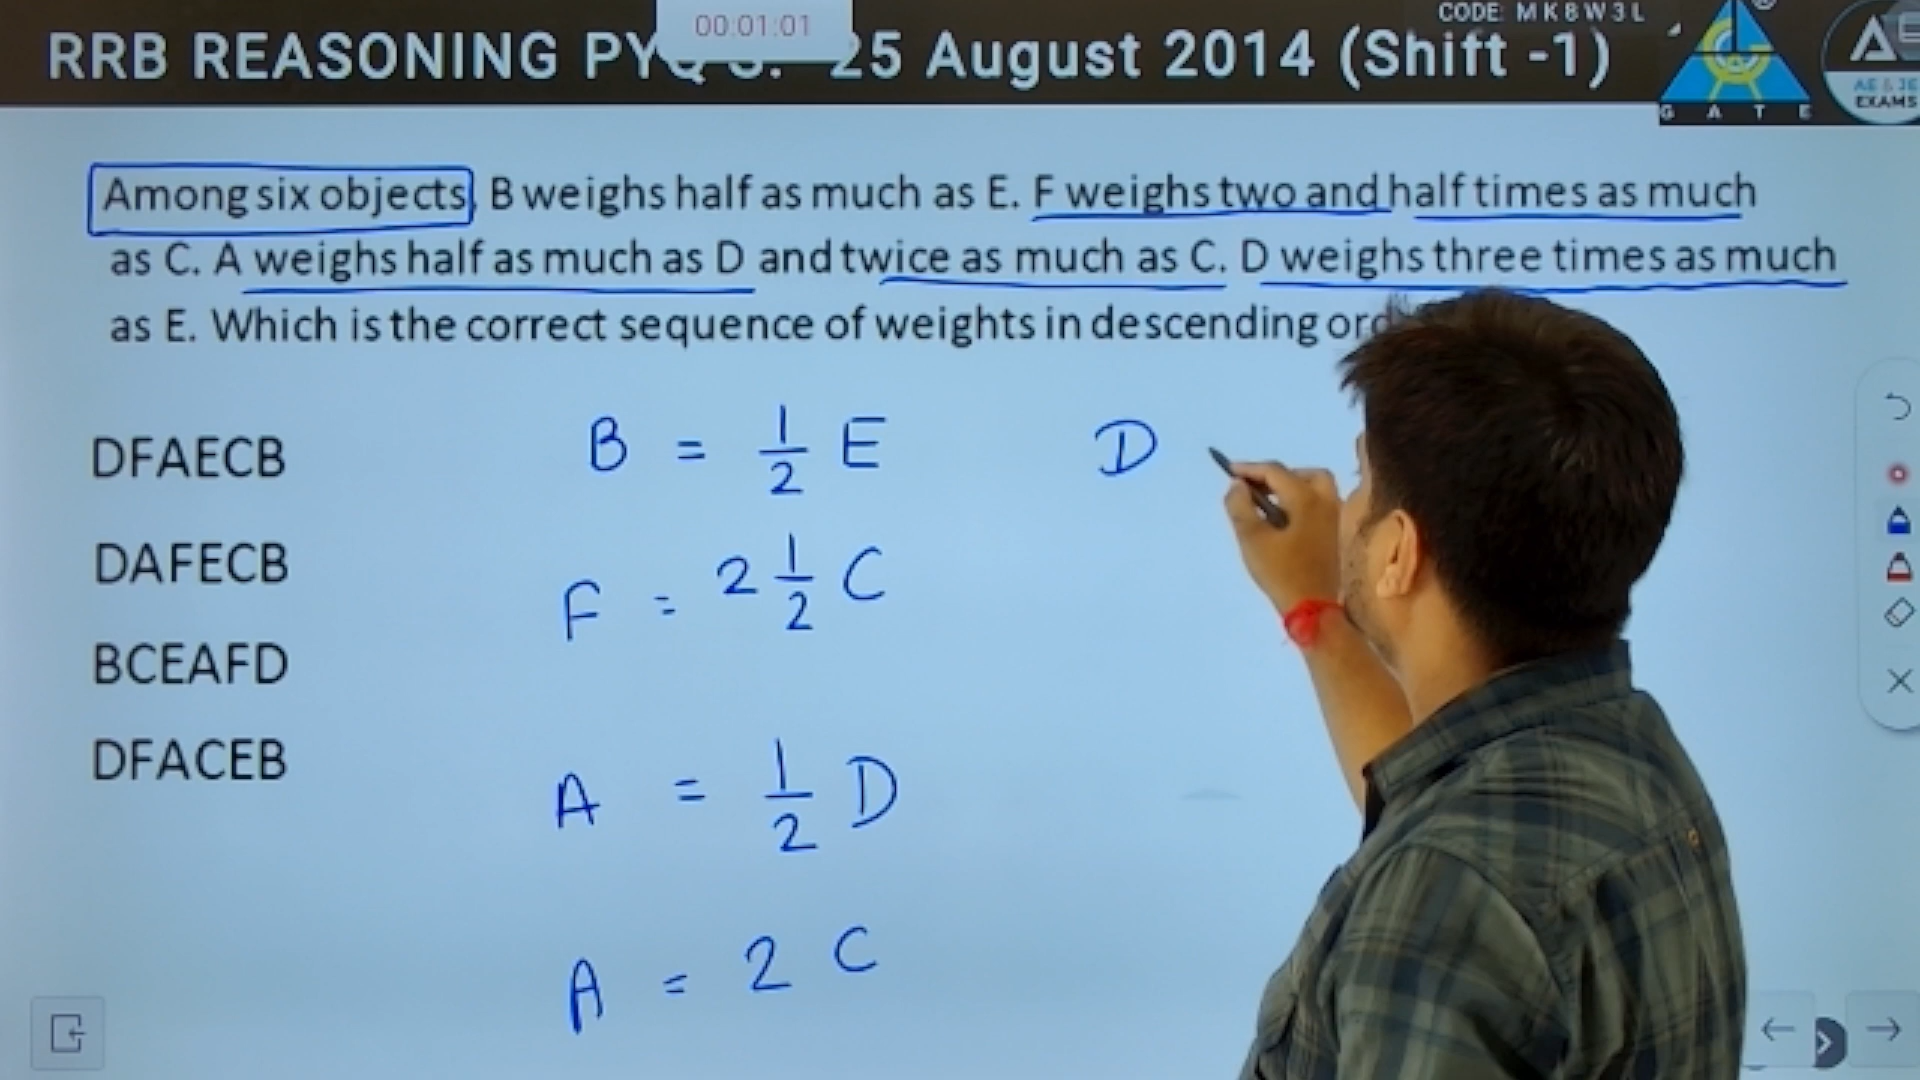 CODE: MK8W3L
00:01:01
RRB REASONING PYQ'S: 25 August 2014 (Shift -1)
GATE
AE & JE
EXAMS
Among six objects, B weighs half as much as E. F weighs two and half times as much
as C. A weighs half as much as D and twice as much as C. D weighs three times as much
as E. Which is the correct sequence of weights in descending
DFAECB
DAFECB
BCEAFD
DFACEB
B = 1/2 E
F = 2 1/2 C
A = 1/2 D
A = 2 C
D